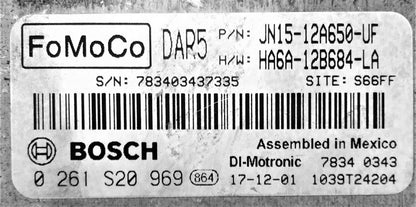 FoMoCo DAR5 P/N: JN15-12A650-UF
H/W: HA6A-12B684-LA
S/N: 783403437335 SITE: S66FF
BOSCH Assembled in Mexico
DI-Motronic 7834 0343
0 261 S20 969 864 17-12-01 1039T24204